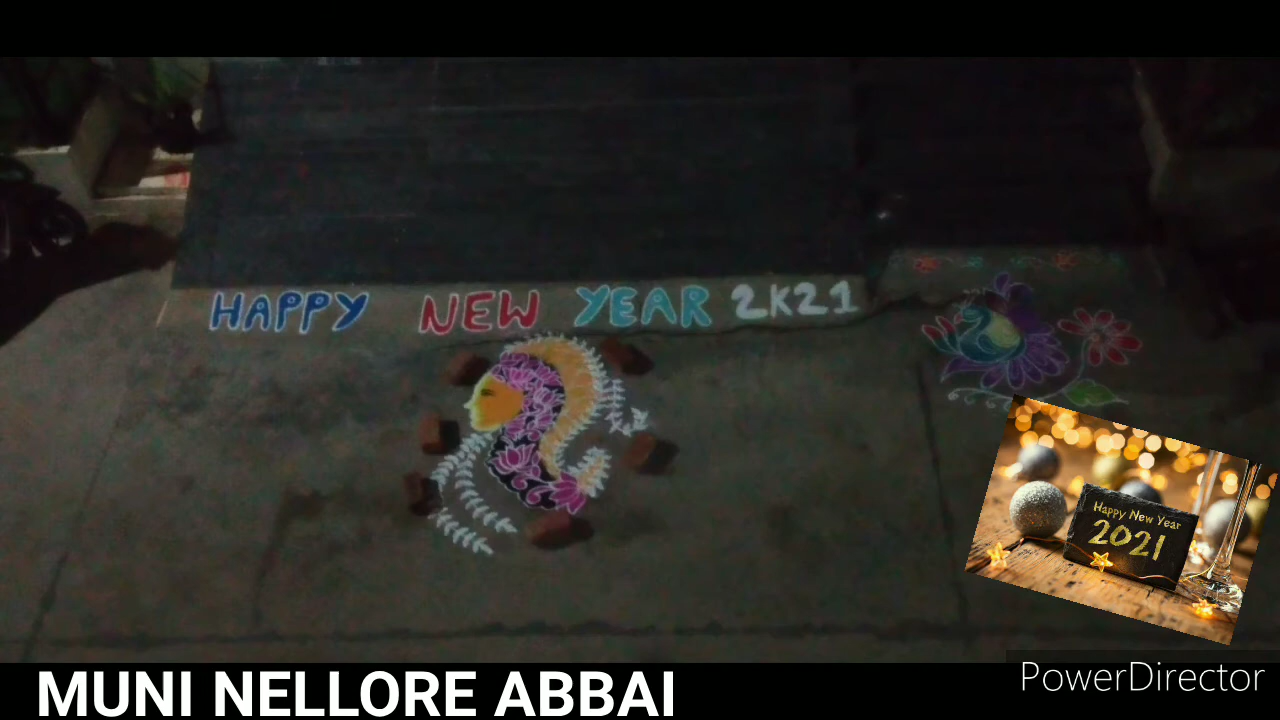 HAPPY NEW YEAR 2K21
Happy New Year
2021
MUNI NELLORE ABBAI
PowerDirector